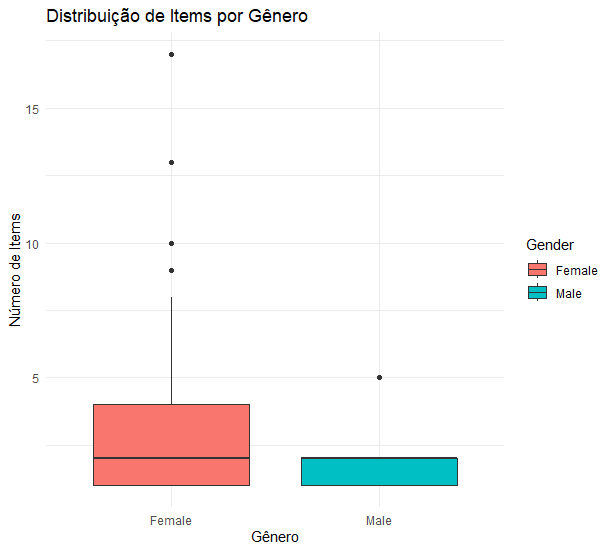 Distribuição de Items por Gênero
Número de Items
15
10
5
Female
Male
Gênero
Gender
Female
Male